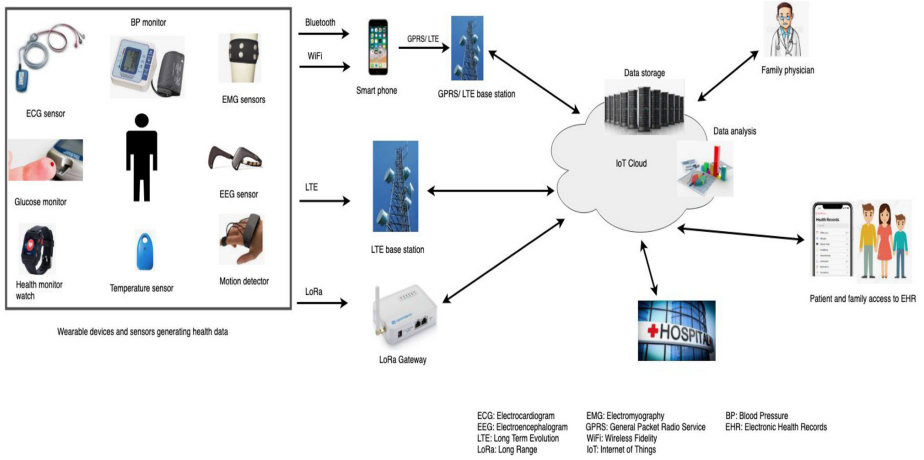 BP monitor
ECG sensor
EMG sensors
Glucose monitor
EEG sensor
Health monitor
watch
Temperature sensor
Motion detector
Wearable devices and sensors generating health data
Bluetooth
WiFi
GPRS/ LTE
Smart phone
GPRS/ LTE base station
LTE
LTE base station
LoRa
LoRa Gateway
Data storage
Data analysis
IoT Cloud
Family physician
Health Records
Patient and family access to EHR
HOSPITAL
ECG: Electrocardiogram
EEG: Electroencephalogram
LTE: Long Term Evolution
LoRa: Long Range
EMG: Electromyography
GPRS: General Packet Radio Service
WiFi: Wireless Fidelity
IoT: Internet of Things
BP: Blood Pressure
EHR: Electronic Health Records